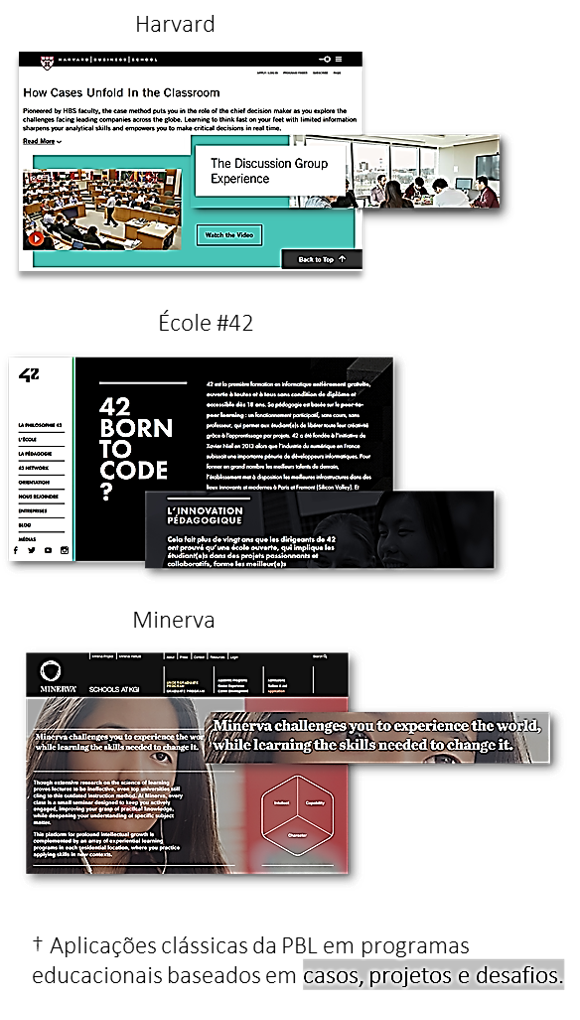 Harvard
HARVARD|BUSINESS|SCHOOL
How Cases Unfold In the Classroom
Pioneered by HBS faculty, the case method puts you in the role of the chief decision maker as you explore the
challenges facing leading companies across the globe. Learning to think fast on your feet with limited information
sharpens your analytical skills and empowers you to make critical decisions in real time.
Read More
The Discussion Group
Experience
Watch the Video
Back to Top
École #42
42
LA PHILOSOPHIE 42
L'ÉCOLE
LA PÉDAGOGIE
42 NETWORK
ORIENTATION
NOUS REJOINDRE
ENTREPRISES
BLOG
MÉDIAS
42
BORN
TO
CODE
?
42 est la première formation en informatique entièrement gratuite,
ouverte à toutes et à tous sans condition de diplôme et
accessible dès 18 ans. Sa pédagogie est basée sur le peer-to-
peer learning : un fonctionnement participatif, sans cours, sans
professeur, qui permet aux étudiant(e)s de libérer toute leur créativité
grâce à l'apprentissage par projets. 42 a été fondée à l'initiative de
Xavier Niel en 2013 alors que l'industrie du numérique en France
subissait une importante pénurie de développeurs informatiques. Pour
former en grand nombre les meilleurs talents de demain,
l'établissement met à disposition les meilleures infrastructures dans des
lieux innovants et modernes à Paris et Fremont (Silicon Valley). Et
L'INNOVATION
PÉDAGOGIQUE
Cela fait plus de vingt ans que les dirigeants de 42
ont prouvé qu'une école ouverte, qui implique les
étudiant(e)s dans des projets passionnants et
collaboratifs, forme les meilleur(e)s
Minerva
MINERVA
SCHOOLS AT KGI
Minerva challenges you to experience the wor
while learning the skills needed to change it.
Minerva challenges you to experience the world,
while learning the skills needed to change it.
Though extensive research on the science of learning
proves lectures to be ineffective, even top universities still
cling to this outdated instruction method. At Minerva, every
class is a small seminar designed to keep you actively
engaged, improving your grasp of practical knowledge,
while deepening your understanding of specific subject
matter.
This platform for profound intellectual growth is
complemented by an array of experiential learning
programs in each residential location, where you practice
applying skills in new contexts.
Intellect
Capability
Character
† Aplicações clássicas da PBL em programas
educacionais baseados em casos, projetos e desafios.